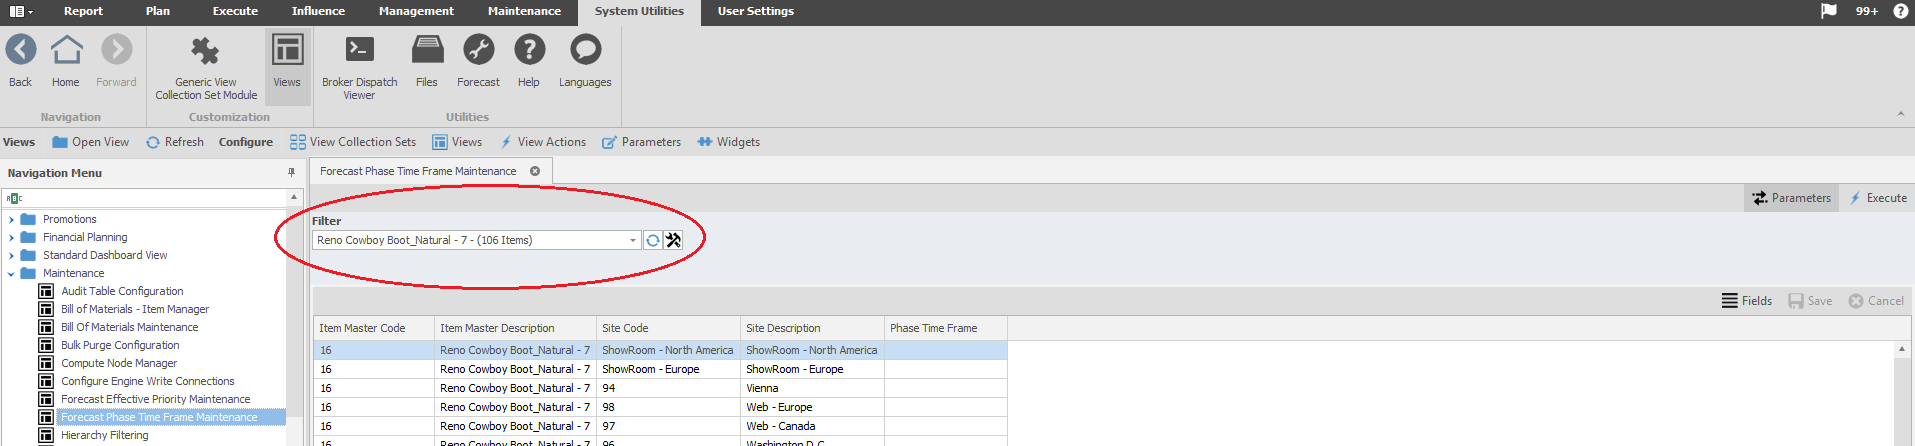 Report Plan Execute Influence Management Maintenance System Utilities User Settings 99+ ?
Back Home Forward Generic View Collection Set Module Views Broker Dispatch Viewer Files Forecast Help Languages
Navigation Customization Utilities
Views Open View Refresh Configure View Collection Sets Views View Actions Parameters Widgets
Navigation Menu
Forecast Phase Time Frame Maintenance
Parameters Execute
ABC
Promotions
Financial Planning
Standard Dashboard View
Maintenance
Audit Table Configuration
Bill of Materials - Item Manager
Bill Of Materials Maintenance
Bulk Purge Configuration
Compute Node Manager
Configure Engine Write Connections
Forecast Effective Priority Maintenance
Forecast Phase Time Frame Maintenance
Hierarchy Filtering
Filter
Reno Cowboy Boot_Natural - 7 - (106 Items)
Fields Save Cancel
Item Master Code Item Master Description Site Code Site Description Phase Time Frame
16 Reno Cowboy Boot_Natural - 7 ShowRoom - North America ShowRoom - North America
16 Reno Cowboy Boot_Natural - 7 ShowRoom - Europe ShowRoom - Europe
16 Reno Cowboy Boot_Natural - 7 94 Vienna
16 Reno Cowboy Boot_Natural - 7 98 Web - Europe
16 Reno Cowboy Boot_Natural - 7 97 Web - Canada
16 Reno Cowboy Boot_Natural - 7 96 Washington D.C.